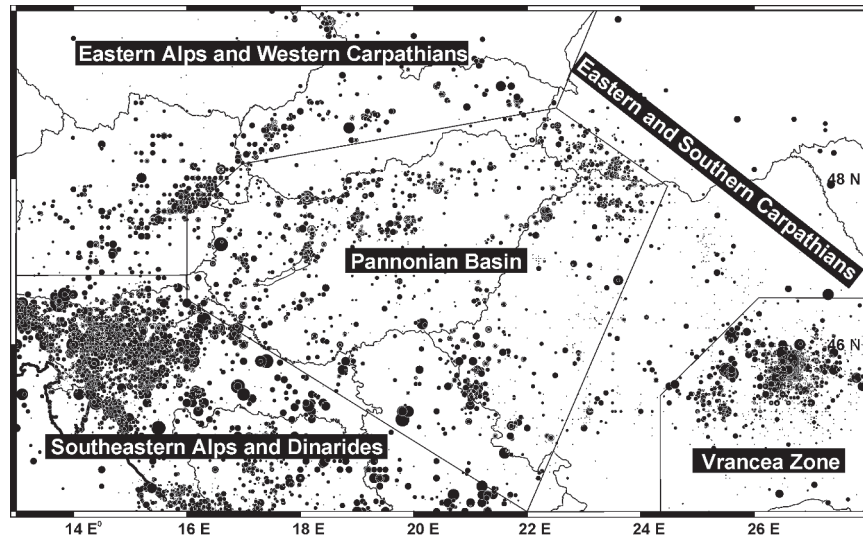 Eastern Alps and Western Carpathians
Eastern and Southern Carpathians
48 N
Pannonian Basin
46 N
Southeastern Alps and Dinarides
Vrancea Zone
14 E⁰
16 E
18 E
20 E
22 E
24 E
26 E